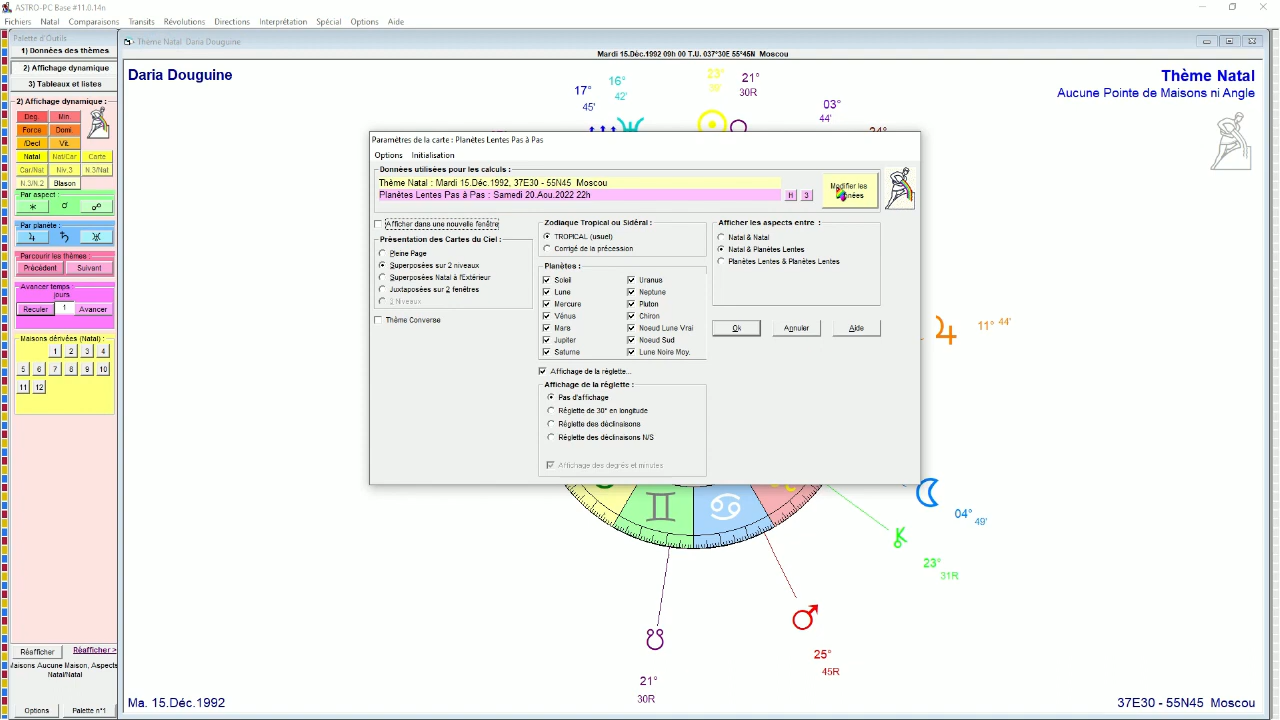 ASTRO-PC Base #11.0.14n
Fichiers Natal Comparaisons Transits Révolutions Directions Interprétation Spécial Options Aide
Palette d'Outils
1) Données des thèmes
2) Affichage dynamique
3) Tableaux et listes
2) Affichage dynamique :
Deg. Min.
Force Domi.
/Decl Vit.
Natal Nat/Car Carte
Car/Nat Niv.3 N.3/Nat
N.3/N.2 Blason
Par aspect :
Par planète :
Parcourir les thèmes
Précédent Suivant
Avancer temps :
jours
Reculer 1 Avancer
Maisons dérivées (Natal) :
1 2 3 4
5 6 7 8 9 10
11 12
Réafficher Réafficher >
Maisons Aucune Maison, Aspects
Natal/Natal
Options Palette n°1
Thème Natal Daria Douguine
Mardi 15.Déc.1992 09h 00 T.U. 037°30E 55°45N Moscou
Daria Douguine
Thème Natal
Aucune Pointe de Maisons ni Angle
17° 45'
16° 42'
23°
21° 30R
03° 44'
24°
Paramètres de la carte : Planètes Lentes Pas à Pas
Options Initialisation
Données utilisées pour les calculs :
Thème Natal : Mardi 15.Déc.1992, 37E30 - 55N45 Moscou
Planètes Lentes Pas à Pas : Samedi 20.Aou.2022 22h
H 3
Modifier les
données
Afficher dans une nouvelle fenêtre
Présentation des Cartes du Ciel :
Pleine Page
Superposées sur 2 niveaux
Superposées Natal à l'Extérieur
Juxtaposées sur 2 fenêtres
3 Niveaux
Thème Converse
Zodiaque Tropical ou Sidéral :
TROPICAL (usuel)
Corrigé de la précession
Planètes :
Soleil Uranus
Lune Neptune
Mercure Pluton
Vénus Chiron
Mars Noeud Lune Vrai
Jupiter Noeud Sud
Saturne Lune Noire Moy.
Affichage de la réglette...
Affichage de la réglette :
Pas d'affichage
Réglette de 30° en longitude
Réglette des déclinaisons
Réglette des déclinaisons N/S
Affichage des degrés et minutes
Afficher les aspects entre :
Natal & Natal
Natal & Planètes Lentes
Planètes Lentes & Planètes Lentes
Ok Annuler Aide
11° 44'
04° 49'
23° 31R
25° 45R
21° 30R
Ma. 15.Déc.1992
37E30 - 55N45 Moscou